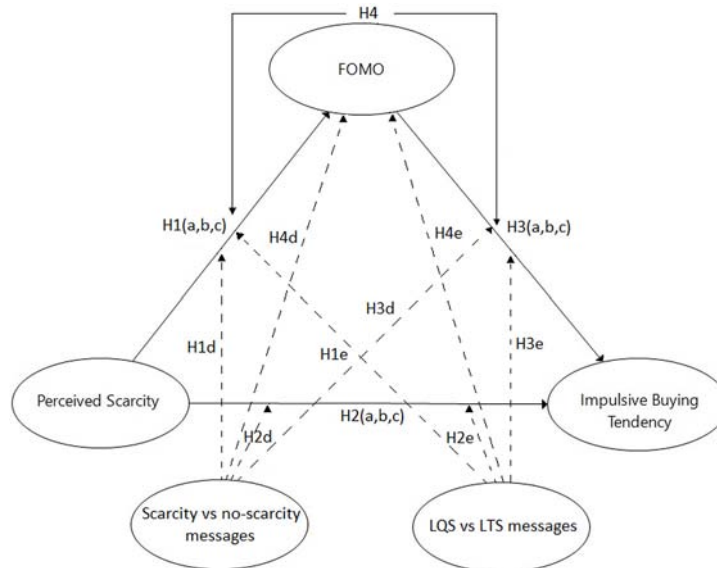 H4
FOMO
H1(a,b,c)
H4d
H4e
H3(a,b,c)
H3d
H1d
H1e
H3e
Perceived Scarcity
Impulsive Buying
Tendency
H2(a,b,c)
H2d
H2e
Scarcity vs no-scarcity
messages
LQS vs LTS messages